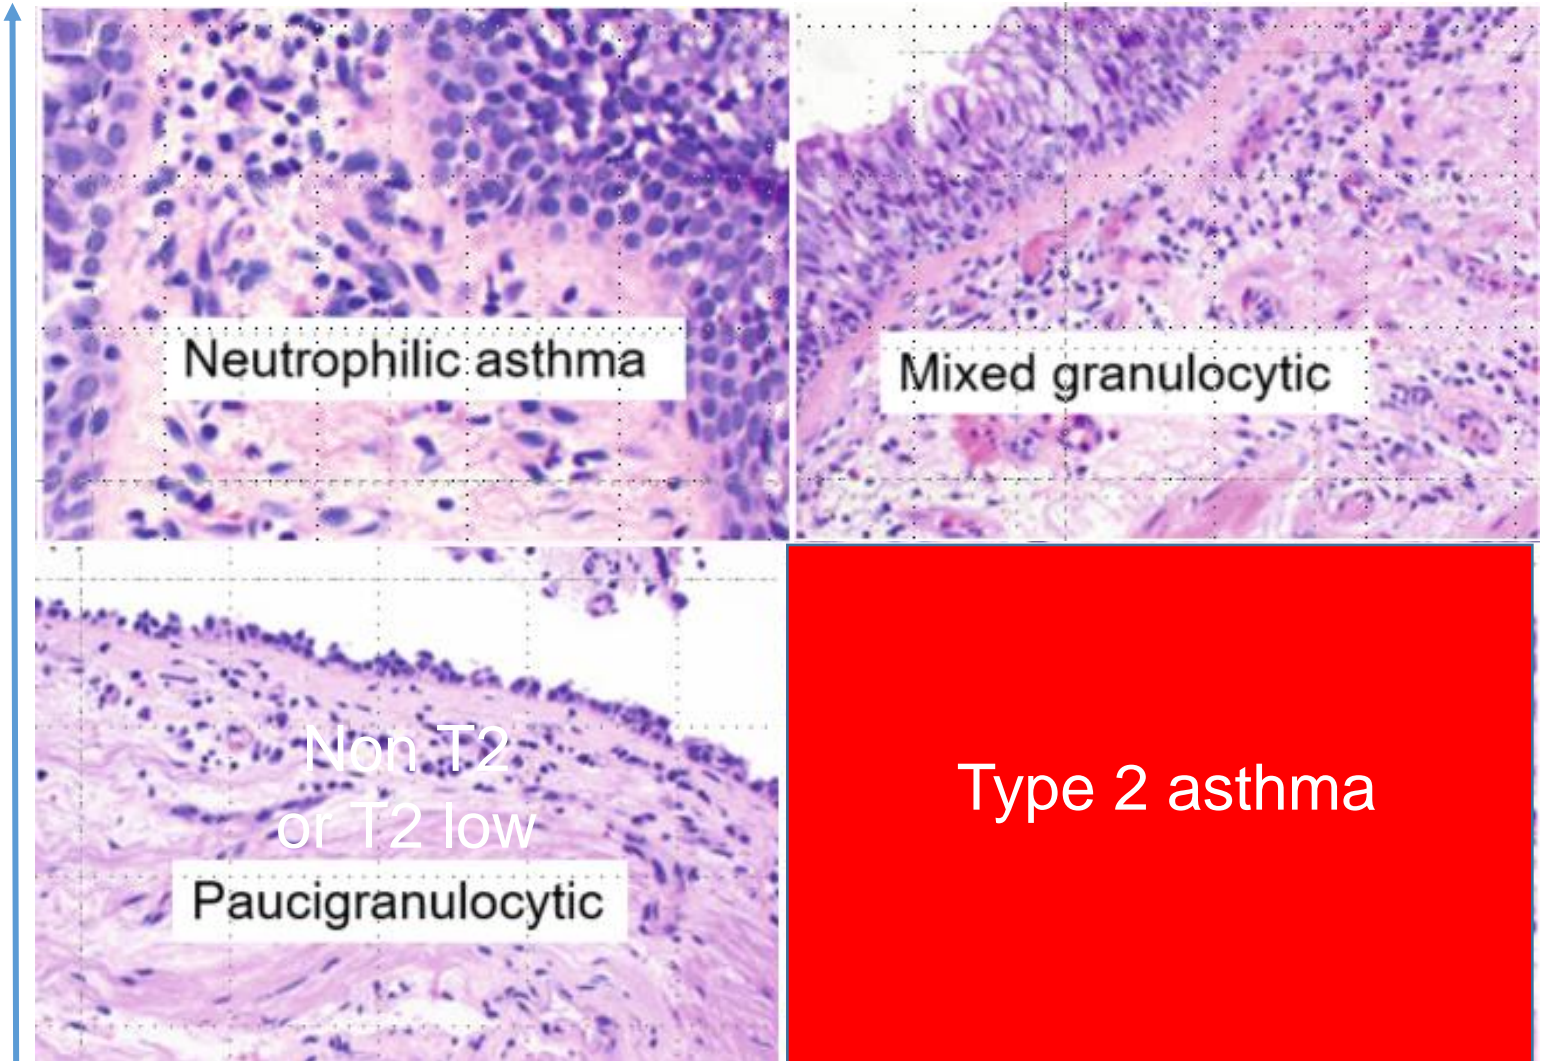 Neutrophilic asthma
Mixed granulocytic
Non T2
or T2 low
Paucigranulocytic
Type 2 asthma